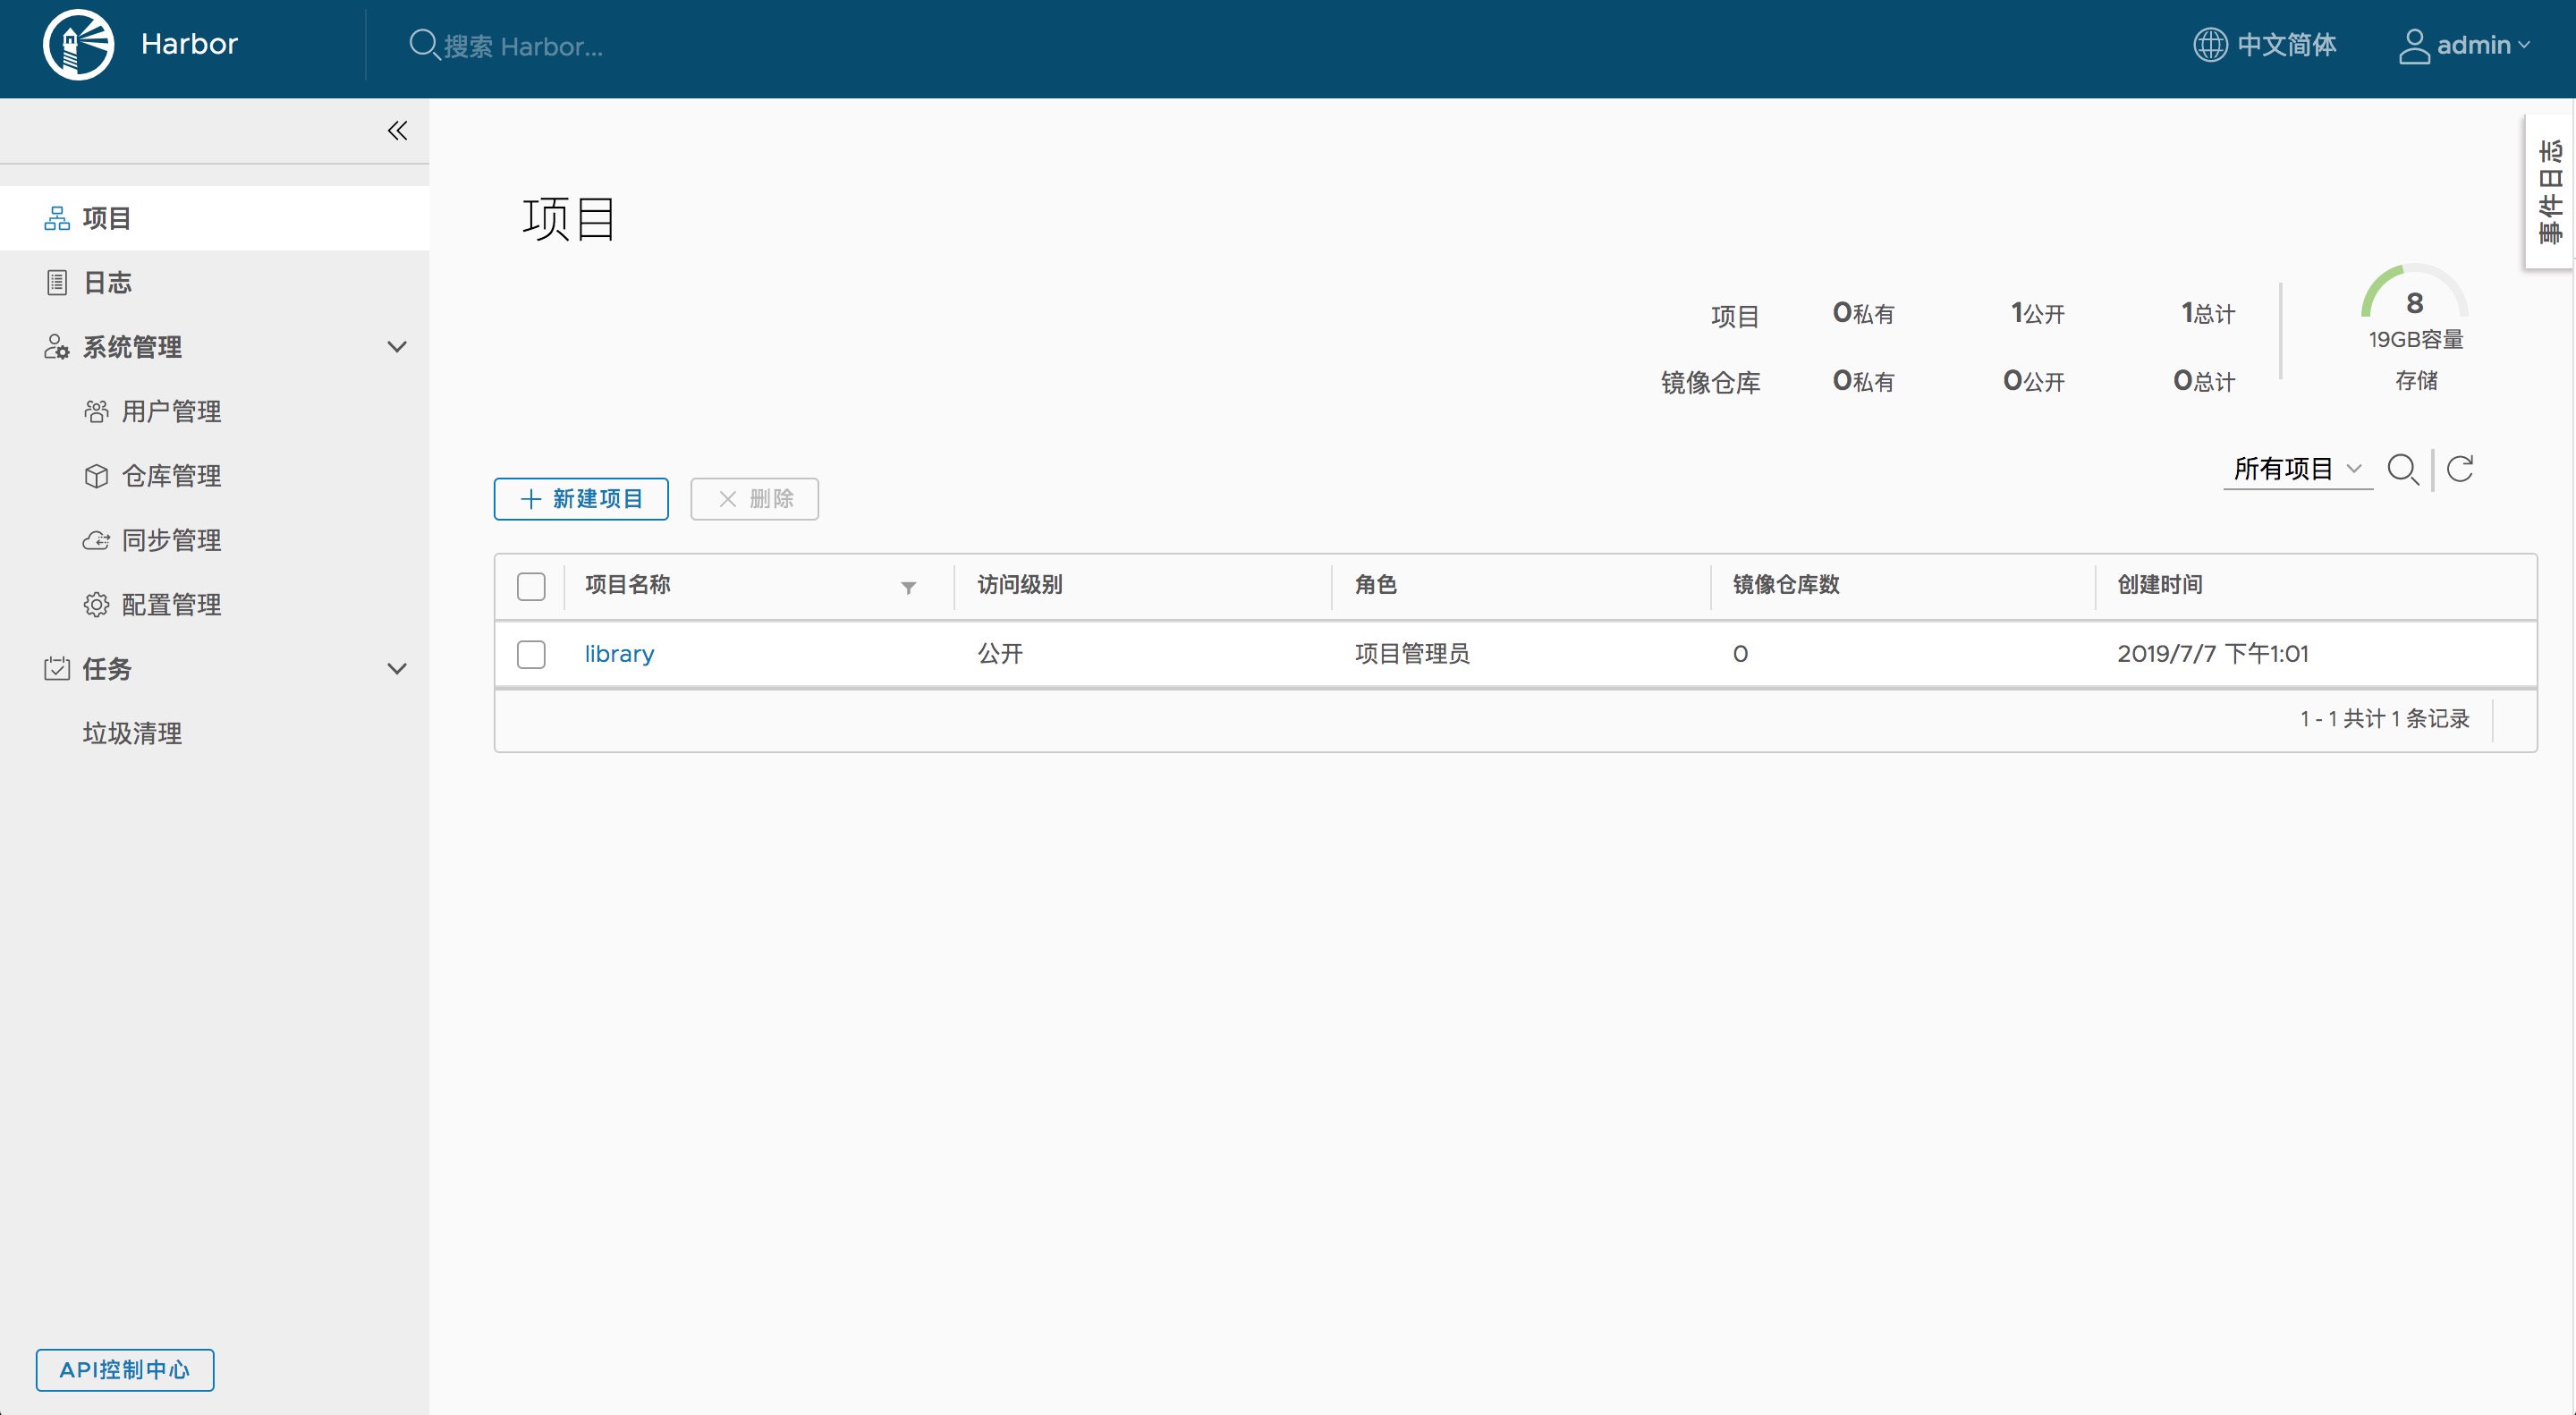 Harbor
搜索 Harbor...
中文简体
admin
事件日志
项目
日志
系统管理
用户管理
仓库管理
同步管理
配置管理
任务
垃圾清理
API控制中心
项目
项目 0私有 1公开 1总计
镜像仓库 0私有 0公开 0总计
8
19GB容量
存储
所有项目
新建项目 删除
项目名称 访问级别 角色 镜像仓库数 创建时间
library 公开 项目管理员 0 2019/7/7 下午1:01
1 - 1 共计 1 条记录